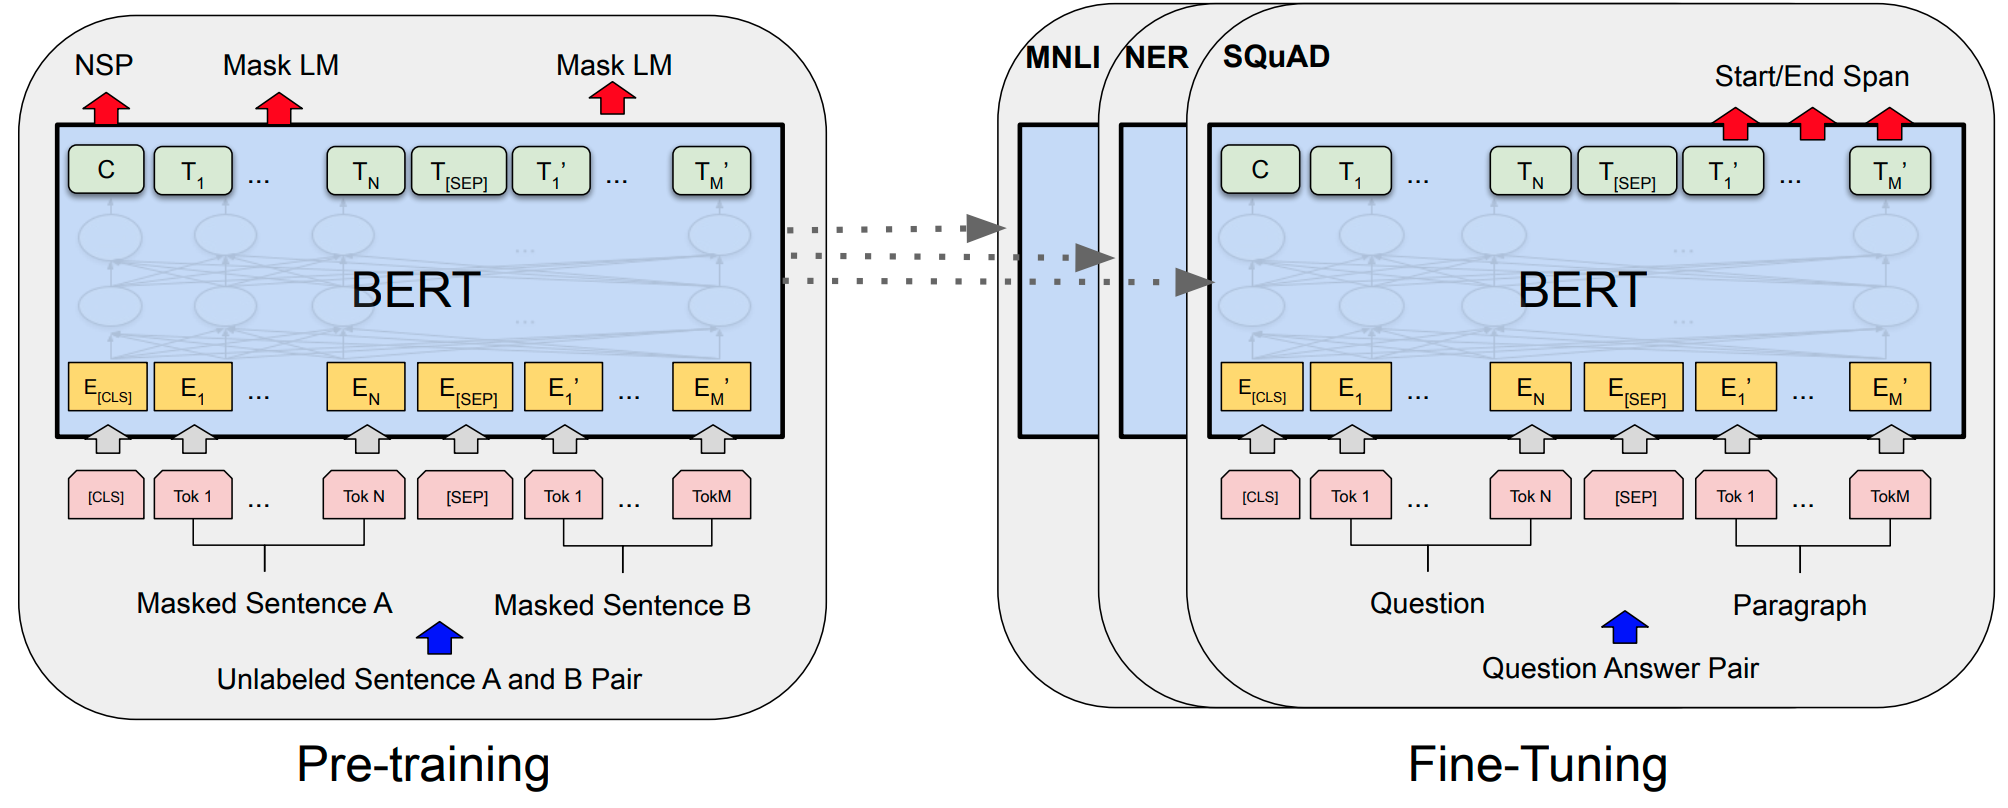 NSP Mask LM Mask LM
C T1 ... TN T[SEP] T1’ ... TM’
...
BERT
...
E[CLS] E1 ... EN E[SEP] E1’ ... EM’
[CLS] Tok 1 ... Tok N [SEP] Tok 1 ... TokM
Masked Sentence A Masked Sentence B
Unlabeled Sentence A and B Pair
Pre-training
MNLI NER SQuAD
Start/End Span
C T1 ... TN T[SEP] T1’ ... TM’
...
BERT
...
E[CLS] E1 ... EN E[SEP] E1’ ... EM’
[CLS] Tok 1 ... Tok N [SEP] Tok 1 ... TokM
Question Paragraph
Question Answer Pair
Fine-Tuning